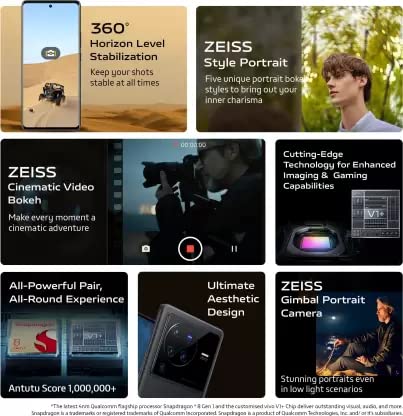 360°
Horizon Level
Stabilization
Keep your shots
stable at all times
ZEISS
Style Portrait
Five unique portrait bokeh
styles to bring out your
inner charisma
00:00:00
ZEISS
Cinematic Video
Bokeh
Make every moment a
cinematic adventure
Cutting-Edge
Technology for Enhanced
Imaging & Gaming
Capabilities
V1+
All-Powerful Pair,
All-Round Experience
Snapdragon
V1+
Antutu Score 1,000,000+
Ultimate
Aesthetic
Design
ZEISS
Gimbal Portrait
Camera
Stunning portraits even
in low light scenarios
*The latest 4nm Qualcomm flagship processor Snapdragon® 8 Gen 1 and the customised vivo V1+ Chip deliver outstanding visual, audio, and more.
Snapdragon is a trademarks or registered trademarks of Qualcomm Incorporated. Snapdragon is a product of Qualcomm Technologies, Inc. and/ or its subsidiaries.